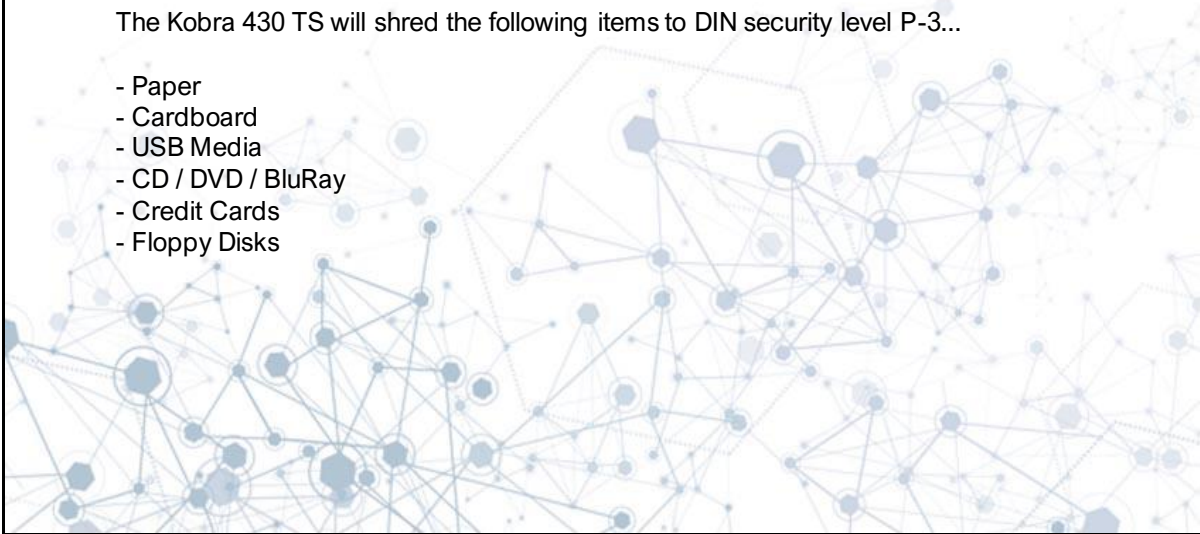 The Kobra 430 TS will shred the following items to DIN security level P-3...
- Paper
- Cardboard
- USB Media
- CD / DVD / BluRay
- Credit Cards
- Floppy Disks